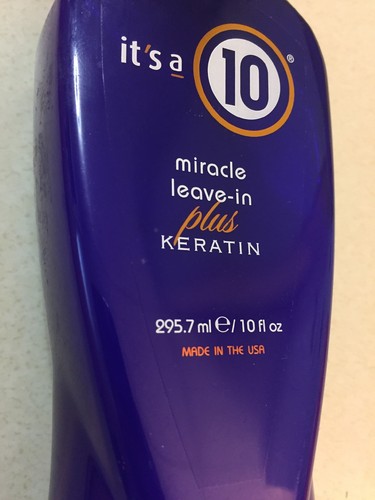 it's a 10®
miracle
leave-in
plus
KERATIN
295.7 ml ℮/10 fl oz
MADE IN THE USA